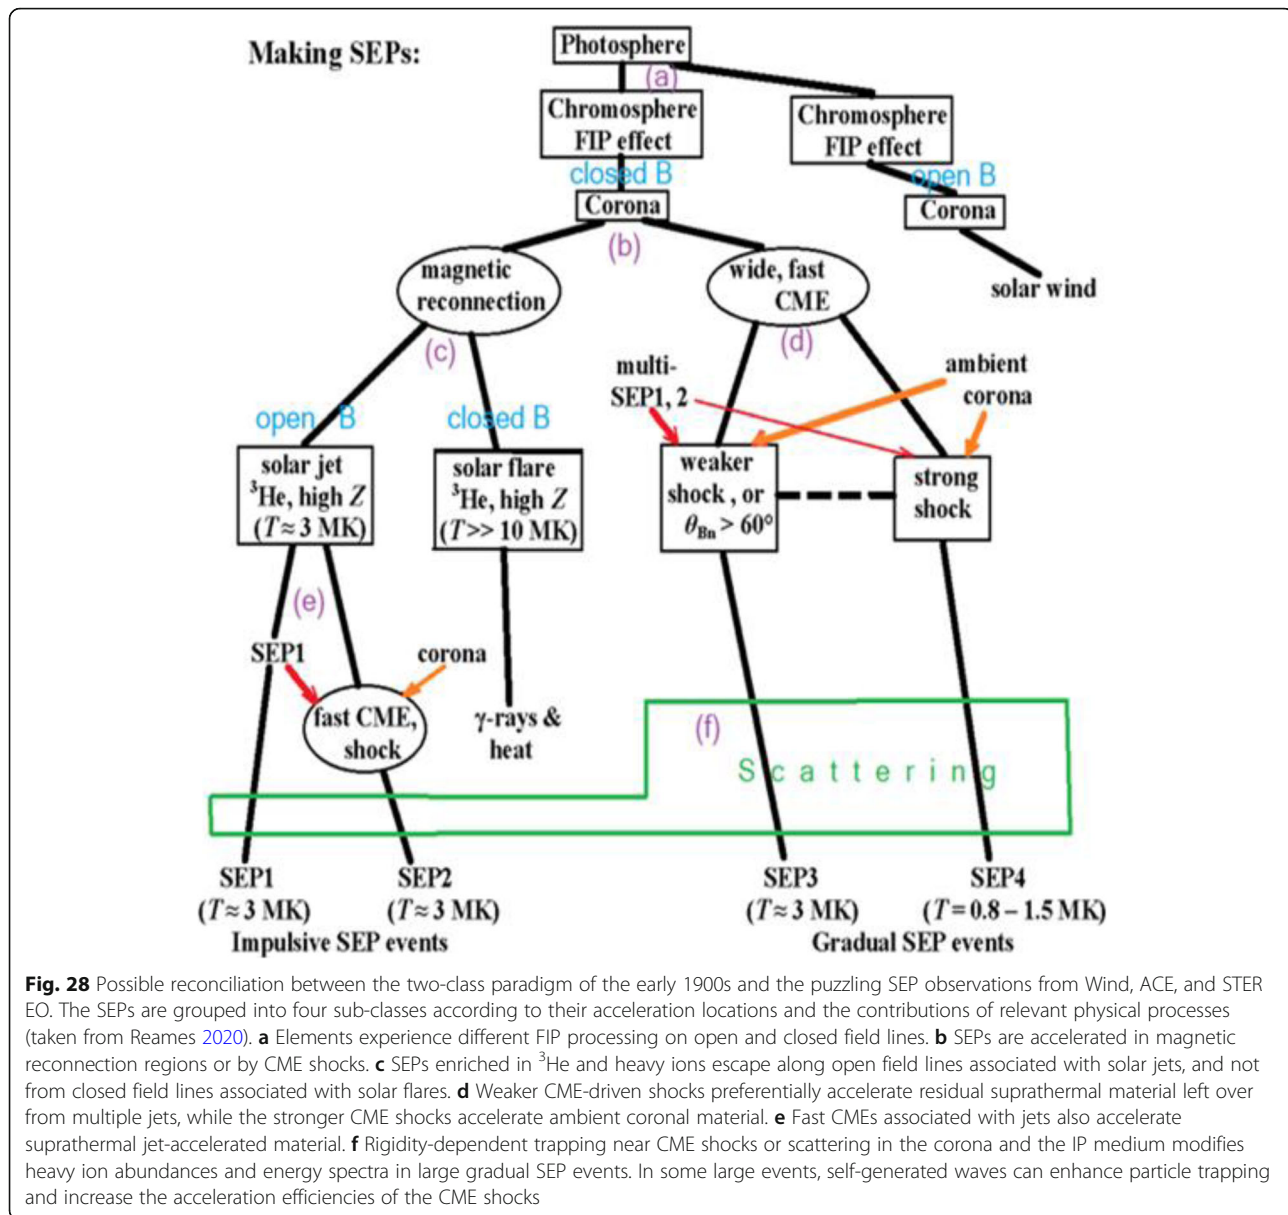 Making SEPs:
Photosphere
(a)
Chromosphere
FIP effect
Chromosphere
FIP effect
closed B
open B
Corona
Corona
(b)
solar wind
magnetic
reconnection
wide, fast
CME
(c)
(d)
multi-
SEP1, 2
ambient
corona
open B
closed B
solar jet
³He, high Z
(T≈ 3 MK)
solar flare
³He, high Z
(T>> 10 MK)
weaker
shock , or
θBn > 60°
strong
shock
(e)
SEP1
corona
fast CME,
shock
γ-rays &
heat
(f)
Scattering
SEP1
(T≈ 3 MK)
SEP2
(T≈ 3 MK)
SEP3
(T≈ 3 MK)
SEP4
(T= 0.8 – 1.5 MK)
Impulsive SEP events
Gradual SEP events
Fig. 28 Possible reconciliation between the two-class paradigm of the early 1900s and the puzzling SEP observations from Wind, ACE, and STER
EO. The SEPs are grouped into four sub-classes according to their acceleration locations and the contributions of relevant physical processes
(taken from Reames 2020). a Elements experience different FIP processing on open and closed field lines. b SEPs are accelerated in magnetic
reconnection regions or by CME shocks. c SEPs enriched in ³He and heavy ions escape along open field lines associated with solar jets, and not
from closed field lines associated with solar flares. d Weaker CME-driven shocks preferentially accelerate residual suprathermal material left over
from multiple jets, while the stronger CME shocks accelerate ambient coronal material. e Fast CMEs associated with jets also accelerate
suprathermal jet-accelerated material. f Rigidity-dependent trapping near CME shocks or scattering in the corona and the IP medium modifies
heavy ion abundances and energy spectra in large gradual SEP events. In some large events, self-generated waves can enhance particle trapping
and increase the acceleration efficiencies of the CME shocks